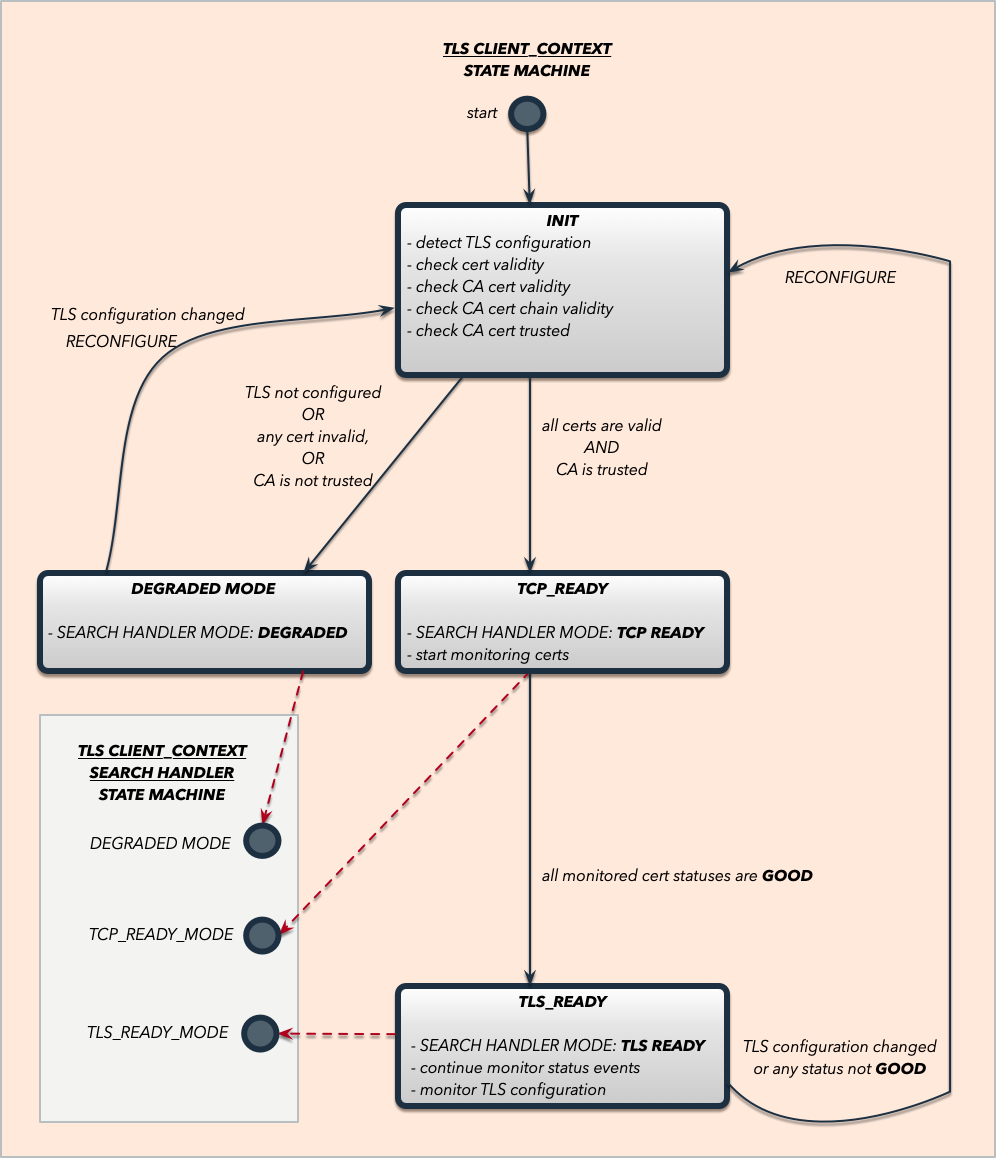 TLS CLIENT_CONTEXT
STATE MACHINE
start
INIT
- detect TLS configuration
- check cert validity
- check CA cert validity
- check CA cert chain validity
- check CA cert trusted
RECONFIGURE
TLS configuration changed
RECONFIGURE
TLS not configured
OR
any cert invalid,
OR
CA is not trusted
all certs are valid
AND
CA is trusted
DEGRADED MODE
- SEARCH HANDLER MODE: DEGRADED
TCP_READY
- SEARCH HANDLER MODE: TCP READY
- start monitoring certs
TLS CLIENT_CONTEXT
SEARCH HANDLER
STATE MACHINE
DEGRADED MODE
TCP_READY_MODE
TLS_READY_MODE
all monitored cert statuses are GOOD
TLS_READY
- SEARCH HANDLER MODE: TLS READY
- continue monitor status events
- monitor TLS configuration
TLS configuration changed
or any status not GOOD